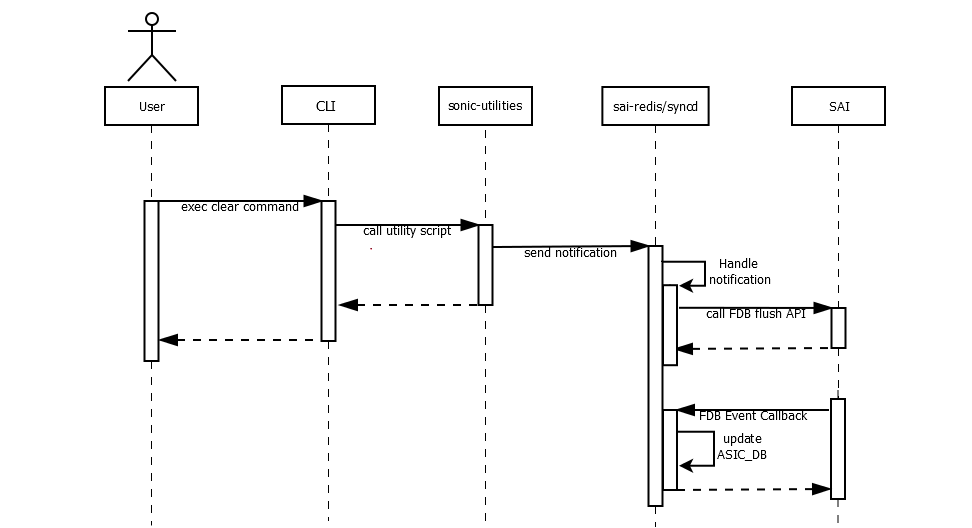 User
CLI
sonic-utilities
sai-redis/syncd
SAI
exec clear command
call utility script
send notification
Handle
notification
call FDB flush API
FDB Event Callback
update
ASIC_DB